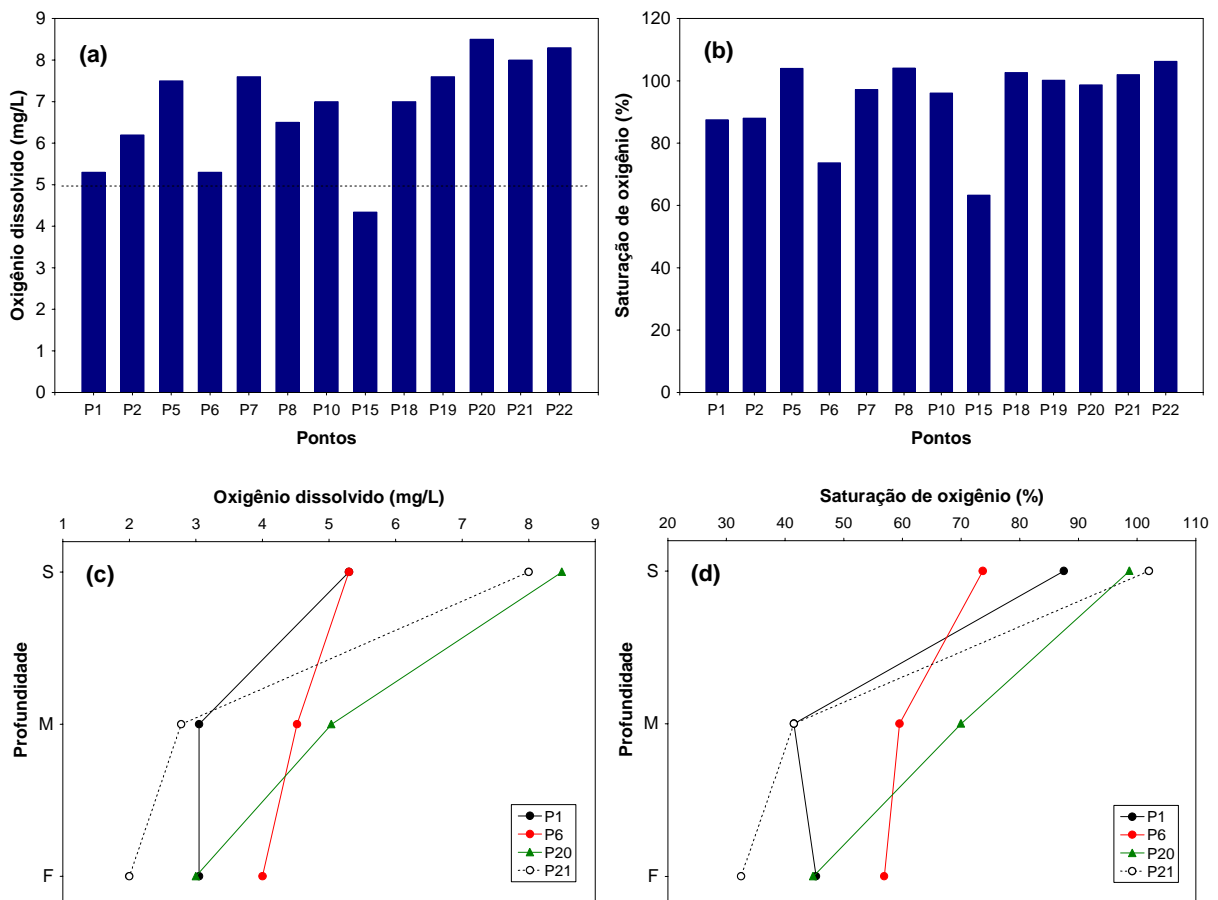 (a)
Oxigênio dissolvido (mg/L)
9
8
7
6
5
4
3
2
1
0
P1 P2 P5 P6 P7 P8 P10 P15 P18 P19 P20 P21 P22
Pontos
(b)
Saturação de oxigênio (%)
120
100
80
60
40
20
0
P1 P2 P5 P6 P7 P8 P10 P15 P18 P19 P20 P21 P22
Pontos
Oxigênio dissolvido (mg/L)
1 2 3 4 5 6 7 8 9
(c)
Profundidade
S
M
F
P1
P6
P20
P21
Saturação de oxigênio (%)
20 30 40 50 60 70 80 90 100 110
(d)
Profundidade
S
M
F
P1
P6
P20
P21